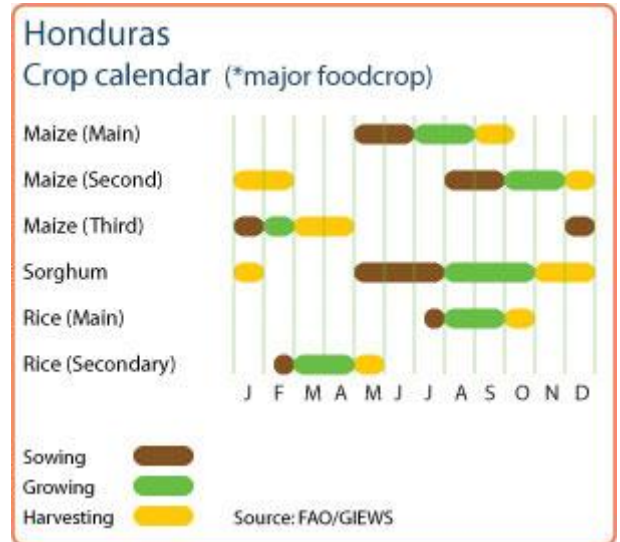 Honduras
Crop calendar (*major foodcrop)
Maize (Main)
Maize (Second)
Maize (Third)
Sorghum
Rice (Main)
Rice (Secondary)
J F M A M J J A S O N D
Sowing
Growing
Harvesting Source: FAO/GIEWS